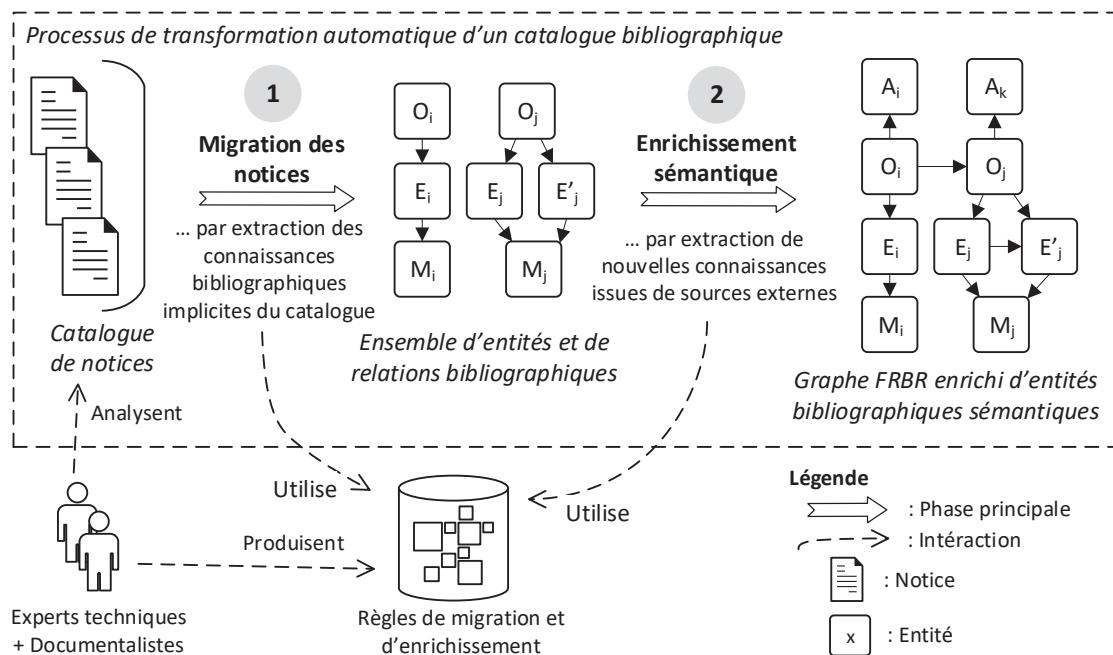 Processus de transformation automatique d'un catalogue bibliographique
1
Migration des
notices
... par extraction des
connaissances
bibliographiques
implicites du catalogue
Catalogue
de notices
O i
O j
E i
E j
E' j
M i
M j
Ensemble d'entités et de
relations bibliographiques
2
Enrichissement
sémantique
... par extraction de
nouvelles connaissances
issues de sources externes
A i
A k
O i
O j
E i
E j
E' j
M i
M j
Graphe FRBR enrichi d'entités
bibliographiques sémantiques
Analysent
Utilise
Utilise
Produisent
Experts techniques
+ Documentalistes
Règles de migration et
d'enrichissement
Légende
: Phase principale
: Intéraction
: Notice
x : Entité